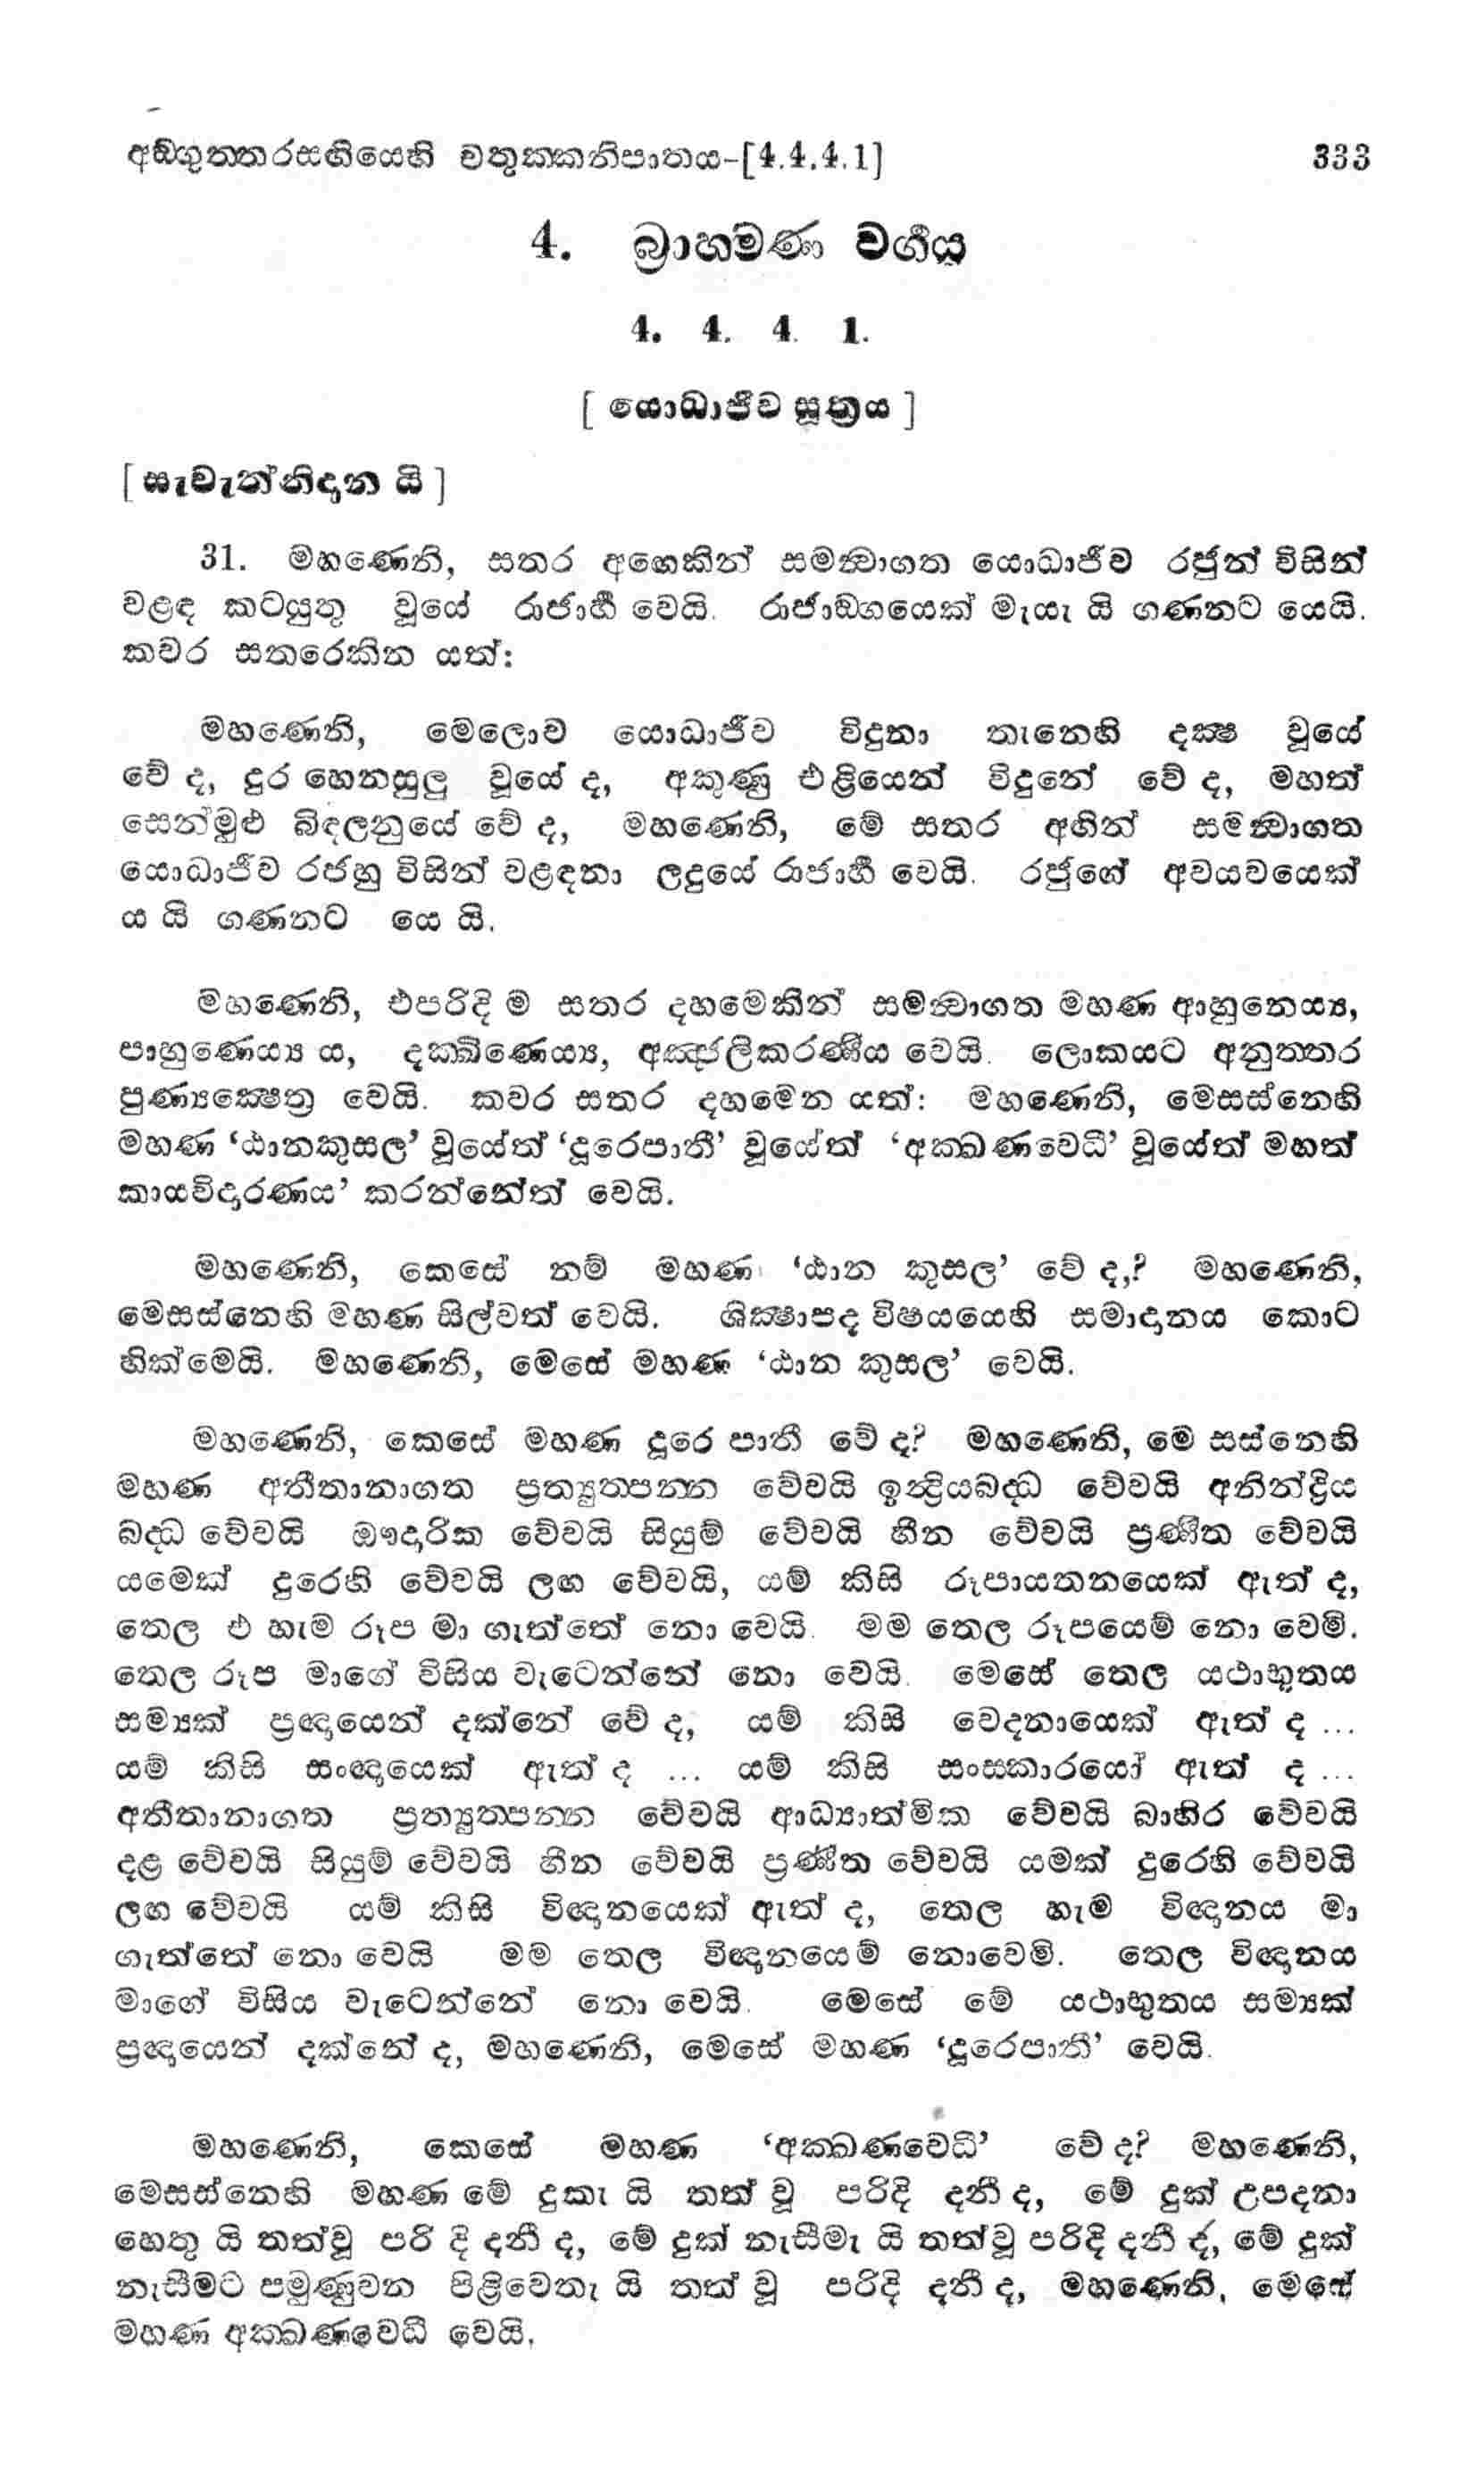 අඞ්ගුත්තරසඟියෙහි චතුක්කනිපාතය-[4.4.4.1] 333
4. බ්‍රාහ්මණ වර්ගය
4. 4. 4. 1.
[ යොධාජීව සූත්‍රය ]
[ සැවැත්නිදාන යි ]
31. මහණෙනි, සතර අඟෙකින් සමන්‍වාගත යොධාජීව රජුන් විසින්
වළඳ කටයුතු වූයේ රාජාර්‍හ වෙයි. රාජාඞ්ගයෙක් මැයැ යි ගණනට යෙයි.
කවර සතරෙකින යත්:
මහණෙනි, මෙලොව යොධාජීව විදුනා තැනෙහි දක්‍ෂ වූයේ
වේ ද, දුර හෙනසුලු වූයේ ද, අකුණු එළියෙන් විදුනේ වේ ද, මහත්
සෙන්මුළු බිඳලනුයේ වේ ද, මහණෙනි, මේ සතර අඟින් සමන්‍වාගත
යොධාජීව රජහු විසින් වළඳනා ලදුයේ රාජාර්‍හ වෙයි. රජුගේ අවයවයෙක්
ය යි ගණනට යෙ යි.
මහණෙනි, එපරිදි ම සතර දහමෙකින් සමන්‍වාගත මහණ ආහුනෙය්‍ය,
පාහුණෙය්‍ය ය, දක්ඛිණෙය්‍ය, අඤ්ජලිකරණීය වෙයි. ලොකයට අනුත්තර
පුණ්‍යක්‍ෂෙත්‍ර වෙයි. කවර සතර දහමෙන යත්: මහණෙනි, මෙසස්නෙහි
මහණ ‘ඨානකුසල’ වූයේත් ‘දූරෙපාතී’ වූයේත් ‘අක්ඛණවෙධී’ වූයේත් මහත්
කායවිදාරණය’ කරන්නේත් වෙයි.
මහණෙනි, කෙසේ නම් මහණ ‘ඨාන කුසල’ වේ ද,? මහණෙනි,
මෙසස්නෙහි මහණ සිල්වත් වෙයි. ශික්‍ෂාපද විෂයයෙහි සමාදානය කොට
හික්මෙයි. මහණෙනි, මෙසේ මහණ ‘ඨාන කුසල’ වෙයි.
මහණෙනි, කෙසේ මහණ දූරෙ පාතී වේ ද? මහණෙනි, මෙ සස්නෙහි
මහණ අතීතානාගත ප්‍රත්‍යුත්පන්න වේවයි ඉන්‍ද්‍රියබද්ධ වේවයි අනින්ද්‍රිය
බද්ධ වේවයි ඖදාරික වේවයි සියුම් වේවයි හීන වේවයි ප්‍රණීත වේවයි
යමෙක් දුරෙහි වේවයි ලඟ වේවයි, යම් කිසි රූපායතනයෙක් ඇත් ද,
තෙල එ හැම රූප මා ගැත්තේ නො වෙයි. මම තෙල රූපයෙම් නො වෙමි.
තෙල රූප මාගේ විසිය වැටෙන්නේ නො වෙයි. මෙසේ තෙල යථාභූතය
සම්‍යක් ප්‍රඥායෙන් දක්නේ වේ ද, යම් කිසි වෙදනායෙක් ඇත් ද ...
යම් කිසි සංඥායෙක් ඇත් ද ... යම් කිසි සංස්කාරයෝ ඇත් ද ...
අතීතානාගත ප්‍රත්‍යුත්පන්න වේවයි ආධ්‍යාත්මික වේවයි බාහිර වේවයි
දළ වේවයි සියුම් වේවයි හීන වේවයි ප්‍රණීත වේවයි යමක් දුරෙහි වේවයි
ලඟ වේවයි යම් කිසි විඥානයෙක් ඇත් ද, තෙල හැම විඥානය මා
ගැත්තේ නො වෙයි මම තෙල විඥානයෙම් නොවෙමි. තෙල විඥානය
මාගේ විසිය වැටෙන්නේ නො වෙයි. මෙසේ මේ යථාභූතය සම්‍යක්
ප්‍රඥායෙන් දක්නේ ද, මහණෙනි, මෙසේ මහණ ‘දූරෙපාතී’ වෙයි.
මහණෙනි, කෙසේ මහණ ‘අක්ඛණවෙධී’ වේ ද? මහණෙනි,
මෙසස්නෙහි මහණ මේ දුකැ යි තත් වූ පරිදි දනී ද, මේ දුක් උපදනා
හෙතු යි තත්වූ පරි දි දනී ද, මේ දුක් නැසීමැ යි තත්වූ පරිදි දනී ද, මේ දුක්
නැසීමට පමුණුවන පිළිවෙතැ යි තත් වූ පරිදි දනී ද, මහණෙනි, මෙසේ
මහණ අක්ඛණවෙධී වෙයි.